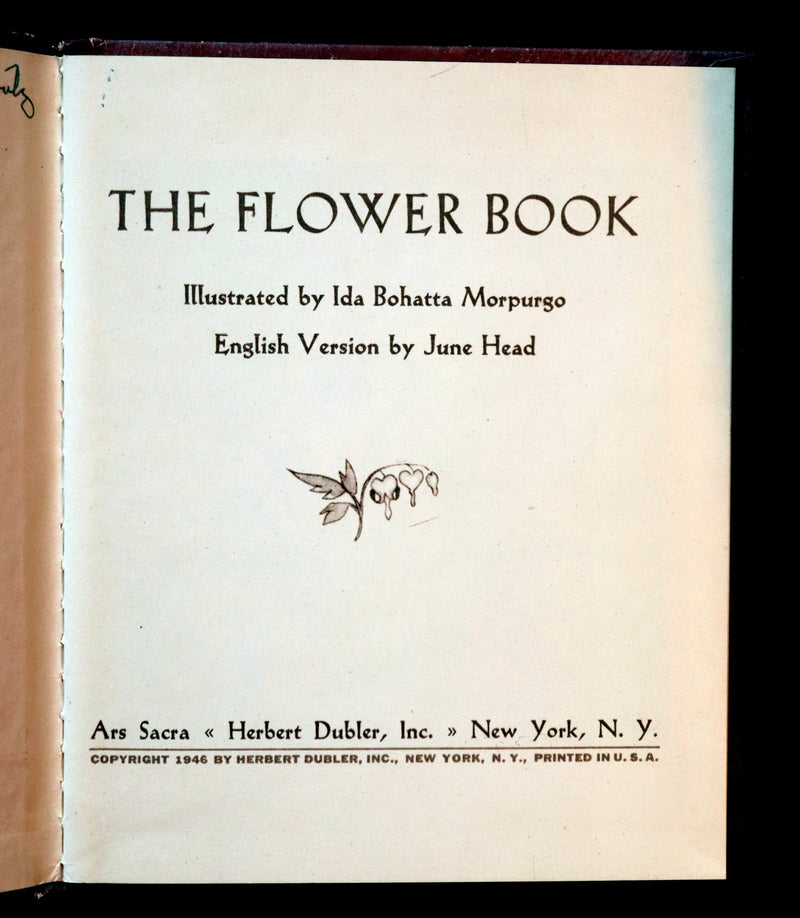 THE FLOWER BOOK
Illustrated by Ida Bohatta Morpurgo
English Version by June Head
Ars Sacra « Herbert Dubler, Inc. » New York, N. Y.
COPYRIGHT 1946 BY HERBERT DUBLER, INC., NEW YORK, N. Y., PRINTED IN U. S. A.